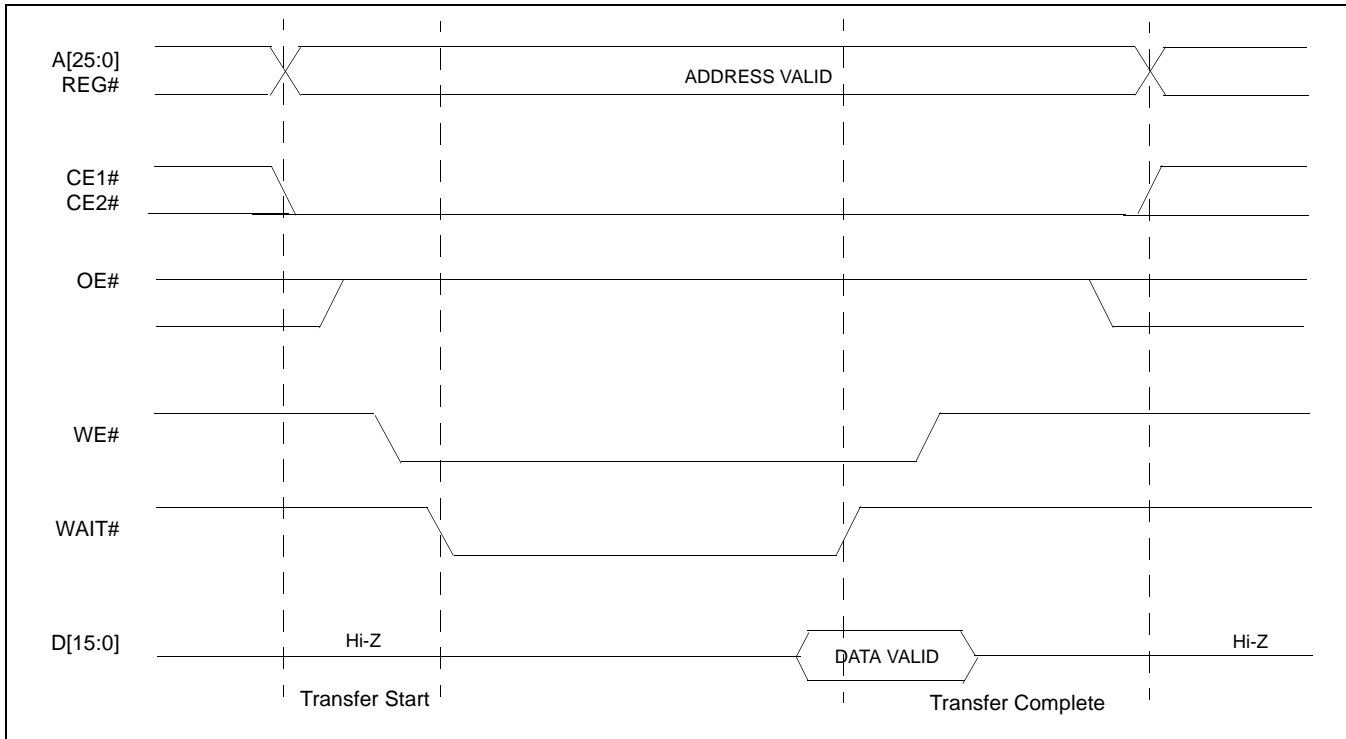 A[25:0]
REG#
ADDRESS VALID
CE1#
CE2#
OE#
WE#
WAIT#
D[15:0]
Hi-Z
DATA VALID
Hi-Z
Transfer Start
Transfer Complete